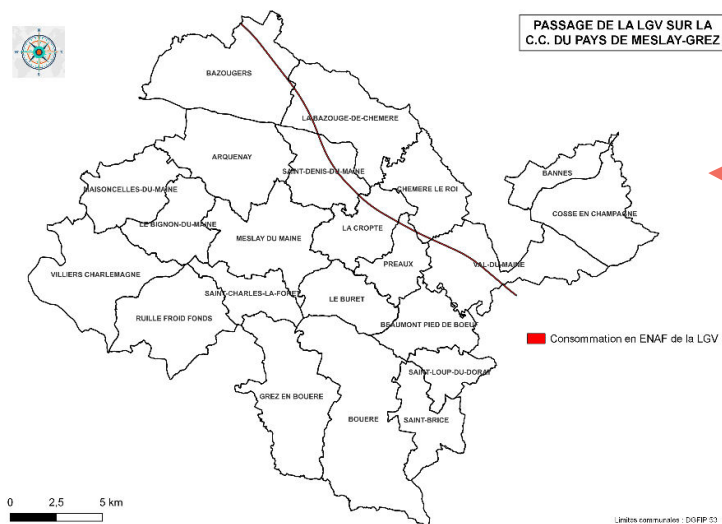 PASSAGE DE LA LGV SUR LA
C.C. DU PAYS DE MESLAY-GREZ
BAZOUGERS
LA BAZOUGE-DE-CHEMERE
ARQUENAY
SAINT-DENIS-DU-MAINE
BANNES
CHEMERE LE ROI
MAISONCELLES-DU-MAINE
COSSE EN CHAMPAGNE
LE BIGNON-DU-MAINE
LA CROPTE
MESLAY DU MAINE
PREAUX
VAL-DU-MAINE
VILLIERS CHARLEMAGNE
SAINT-CHARLES-LA-FORET
LE BURET
RUILLE FROID FONDS
BEAUMONT PIED DE BOEUF
Consommation en ENAF de la LGV
SAINT-LOUP-DU-DORAT
GREZ EN BOUERE
BOUERE
SAINT-BRICE
0 2,5 5 km
Limites communales : DGFIP 53